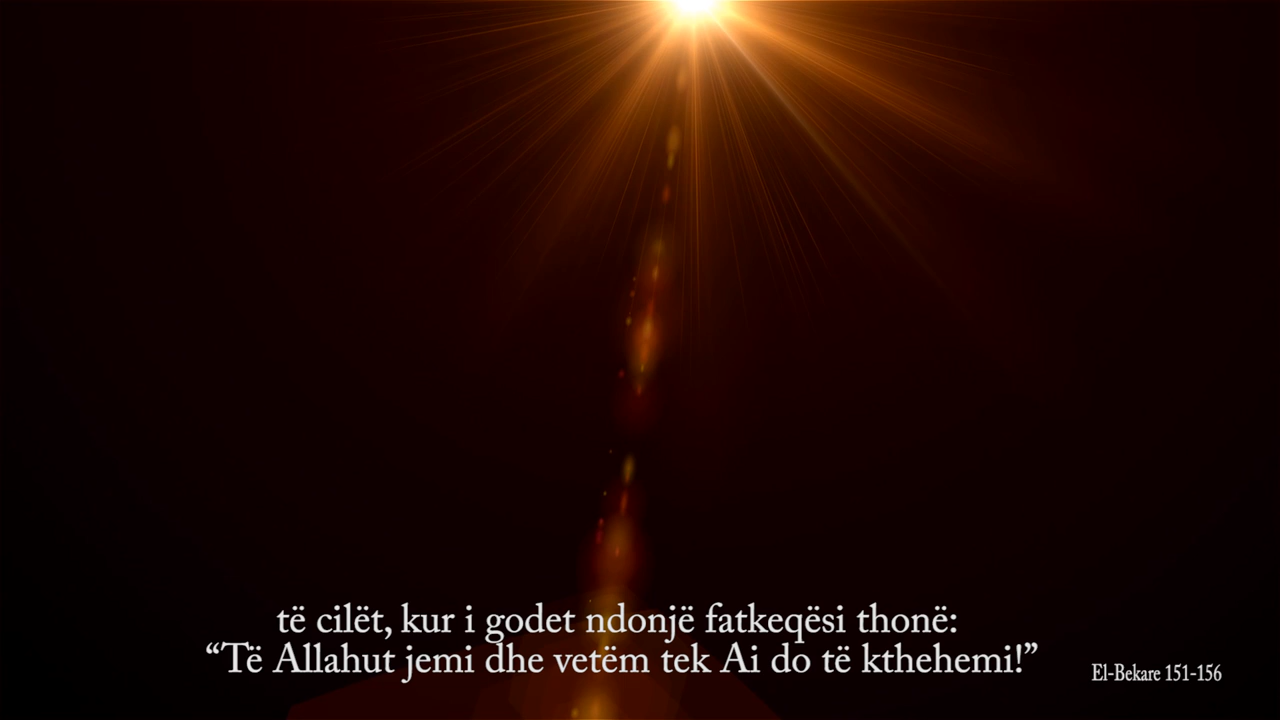 të cilët, kur i godet ndonjë fatkeqësi thonë:
“Të Allahut jemi dhe vetëm tek Ai do të kthehemi!”
El-Bekare 151-156